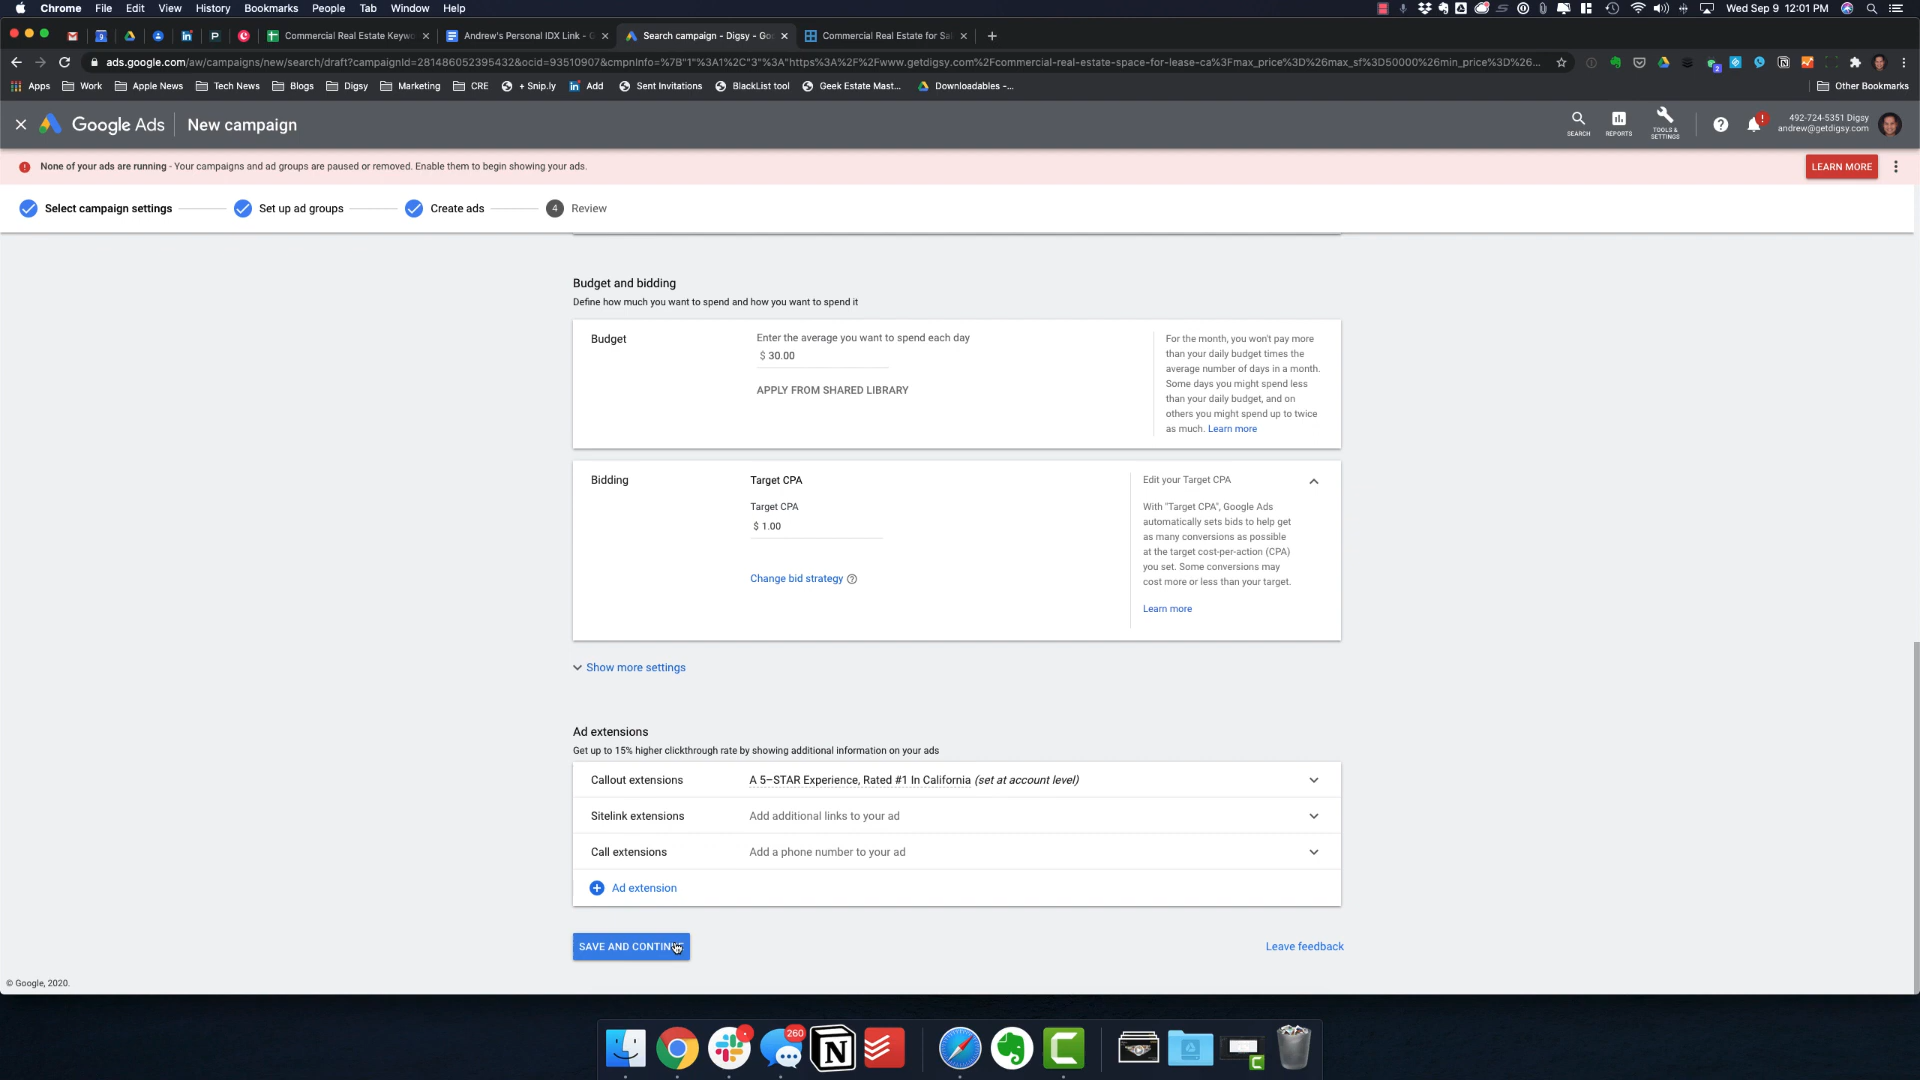 Chrome File Edit View History Bookmarks People Tab Window Help Wed Sep 9 12:01 PM
Commercial Real Estate Keywo Andrew's Personal IDX Link - G Search campaign - Digsy - Goo Commercial Real Estate for Sal
ads.google.com/aw/campaigns/new/search/draft?campaignId=281486052395432&ocid=93510907&cmpnInfo=%7B"1"%3A1%2C"3"%3A"https%3A%2F%2Fwww.getdigsy.com%2Fcommercial-real-estate-space-for-lease-ca%3Fmax_price%3D%26max_sf%3D50000%26min_price%3D%26...
Apps Work Apple News Tech News Blogs Digsy Marketing CRE + Snip.ly Add Sent Invitations BlackList tool Geek Estate Mast... Downloadables -... Other Bookmarks
Google Ads New campaign
SEARCH REPORTS TOOLS & SETTINGS
492-724-5351 Digsy
andrew@getdigsy.com
None of your ads are running - Your campaigns and ad groups are paused or removed. Enable them to begin showing your ads. LEARN MORE
Select campaign settings Set up ad groups Create ads 4 Review
Budget and bidding
Define how much you want to spend and how you want to spend it
Budget
Enter the average you want to spend each day
$ 30.00
APPLY FROM SHARED LIBRARY
For the month, you won't pay more
than your daily budget times the
average number of days in a month.
Some days you might spend less
than your daily budget, and on
others you might spend up to twice
as much. Learn more
Bidding
Target CPA
Target CPA
$ 1.00
Change bid strategy
Edit your Target CPA
With "Target CPA", Google Ads
automatically sets bids to help get
as many conversions as possible
at the target cost-per-action (CPA)
you set. Some conversions may
cost more or less than your target.
Learn more
Show more settings
Ad extensions
Get up to 15% higher clickthrough rate by showing additional information on your ads
Callout extensions A 5–STAR Experience, Rated #1 In California (set at account level)
Sitelink extensions Add additional links to your ad
Call extensions Add a phone number to your ad
Ad extension
SAVE AND CONTIN
Leave feedback
© Google, 2020.
260